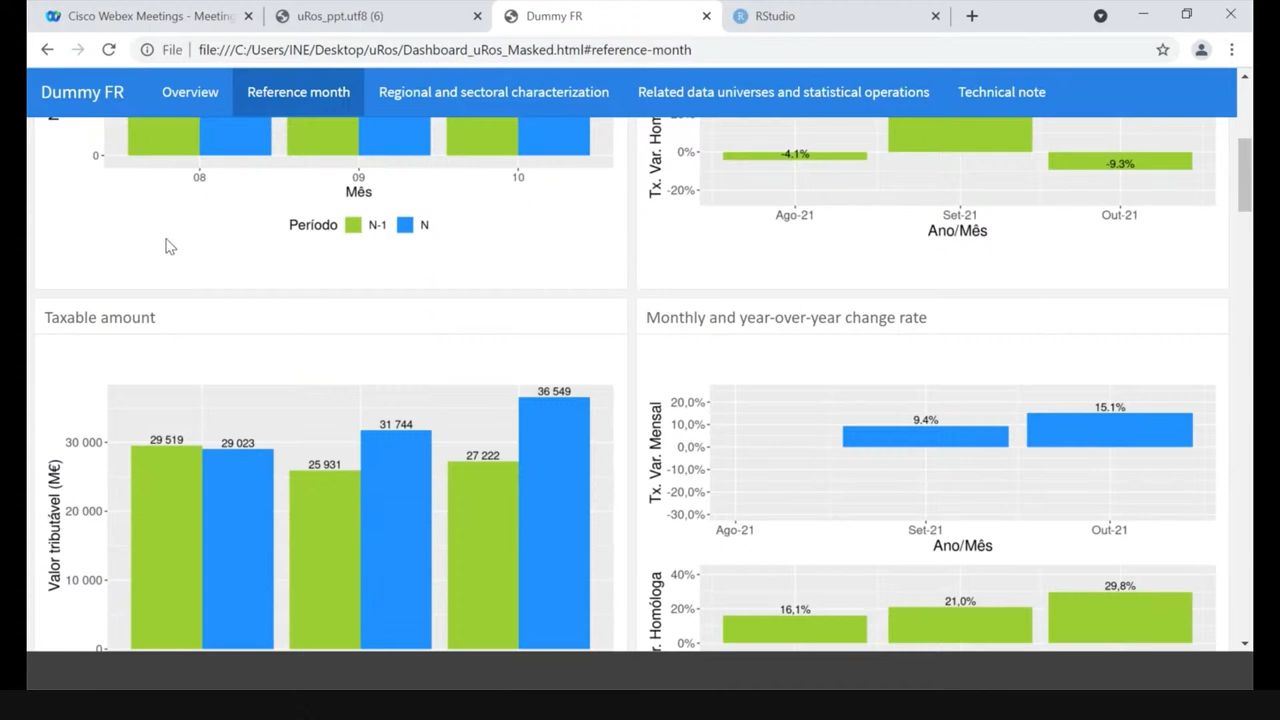 Cisco Webex Meetings - Meeting
uRos_ppt.utf8 (6)
Dummy FR
RStudio
File
file:///C:/Users/INE/Desktop/uRos/Dashboard_uRos_Masked.html#reference-month
Dummy FR
Overview
Reference month
Regional and sectoral characterization
Related data universes and statistical operations
Technical note
0
08
09
10
Mês
Período
N-1
N
Tx. Var. Hom
0%
-20%
-4.1%
-9.3%
Ago-21
Set-21
Out-21
Ano/Mês
Taxable amount
Valor tributável (M€)
30 000
20 000
10 000
0
29 519
29 023
25 931
31 744
27 222
36 549
Monthly and year-over-year change rate
Tx. Var. Mensal
20,0%
10,0%
0,0%
-10,0%
-20,0%
-30,0%
9.4%
15.1%
Ago-21
Set-21
Out-21
Ano/Mês
r. Homóloga
40%
20%
0%
16,1%
21,0%
29,8%